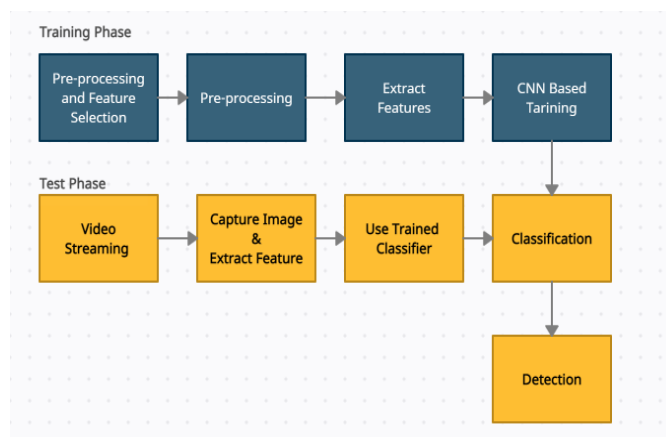 Training Phase
Pre-processing
and Feature
Selection
Pre-processing
Extract
Features
CNN Based
Tarining
Test Phase
Video
Streaming
Capture Image
&
Extract Feature
Use Trained
Classifier
Classification
Detection